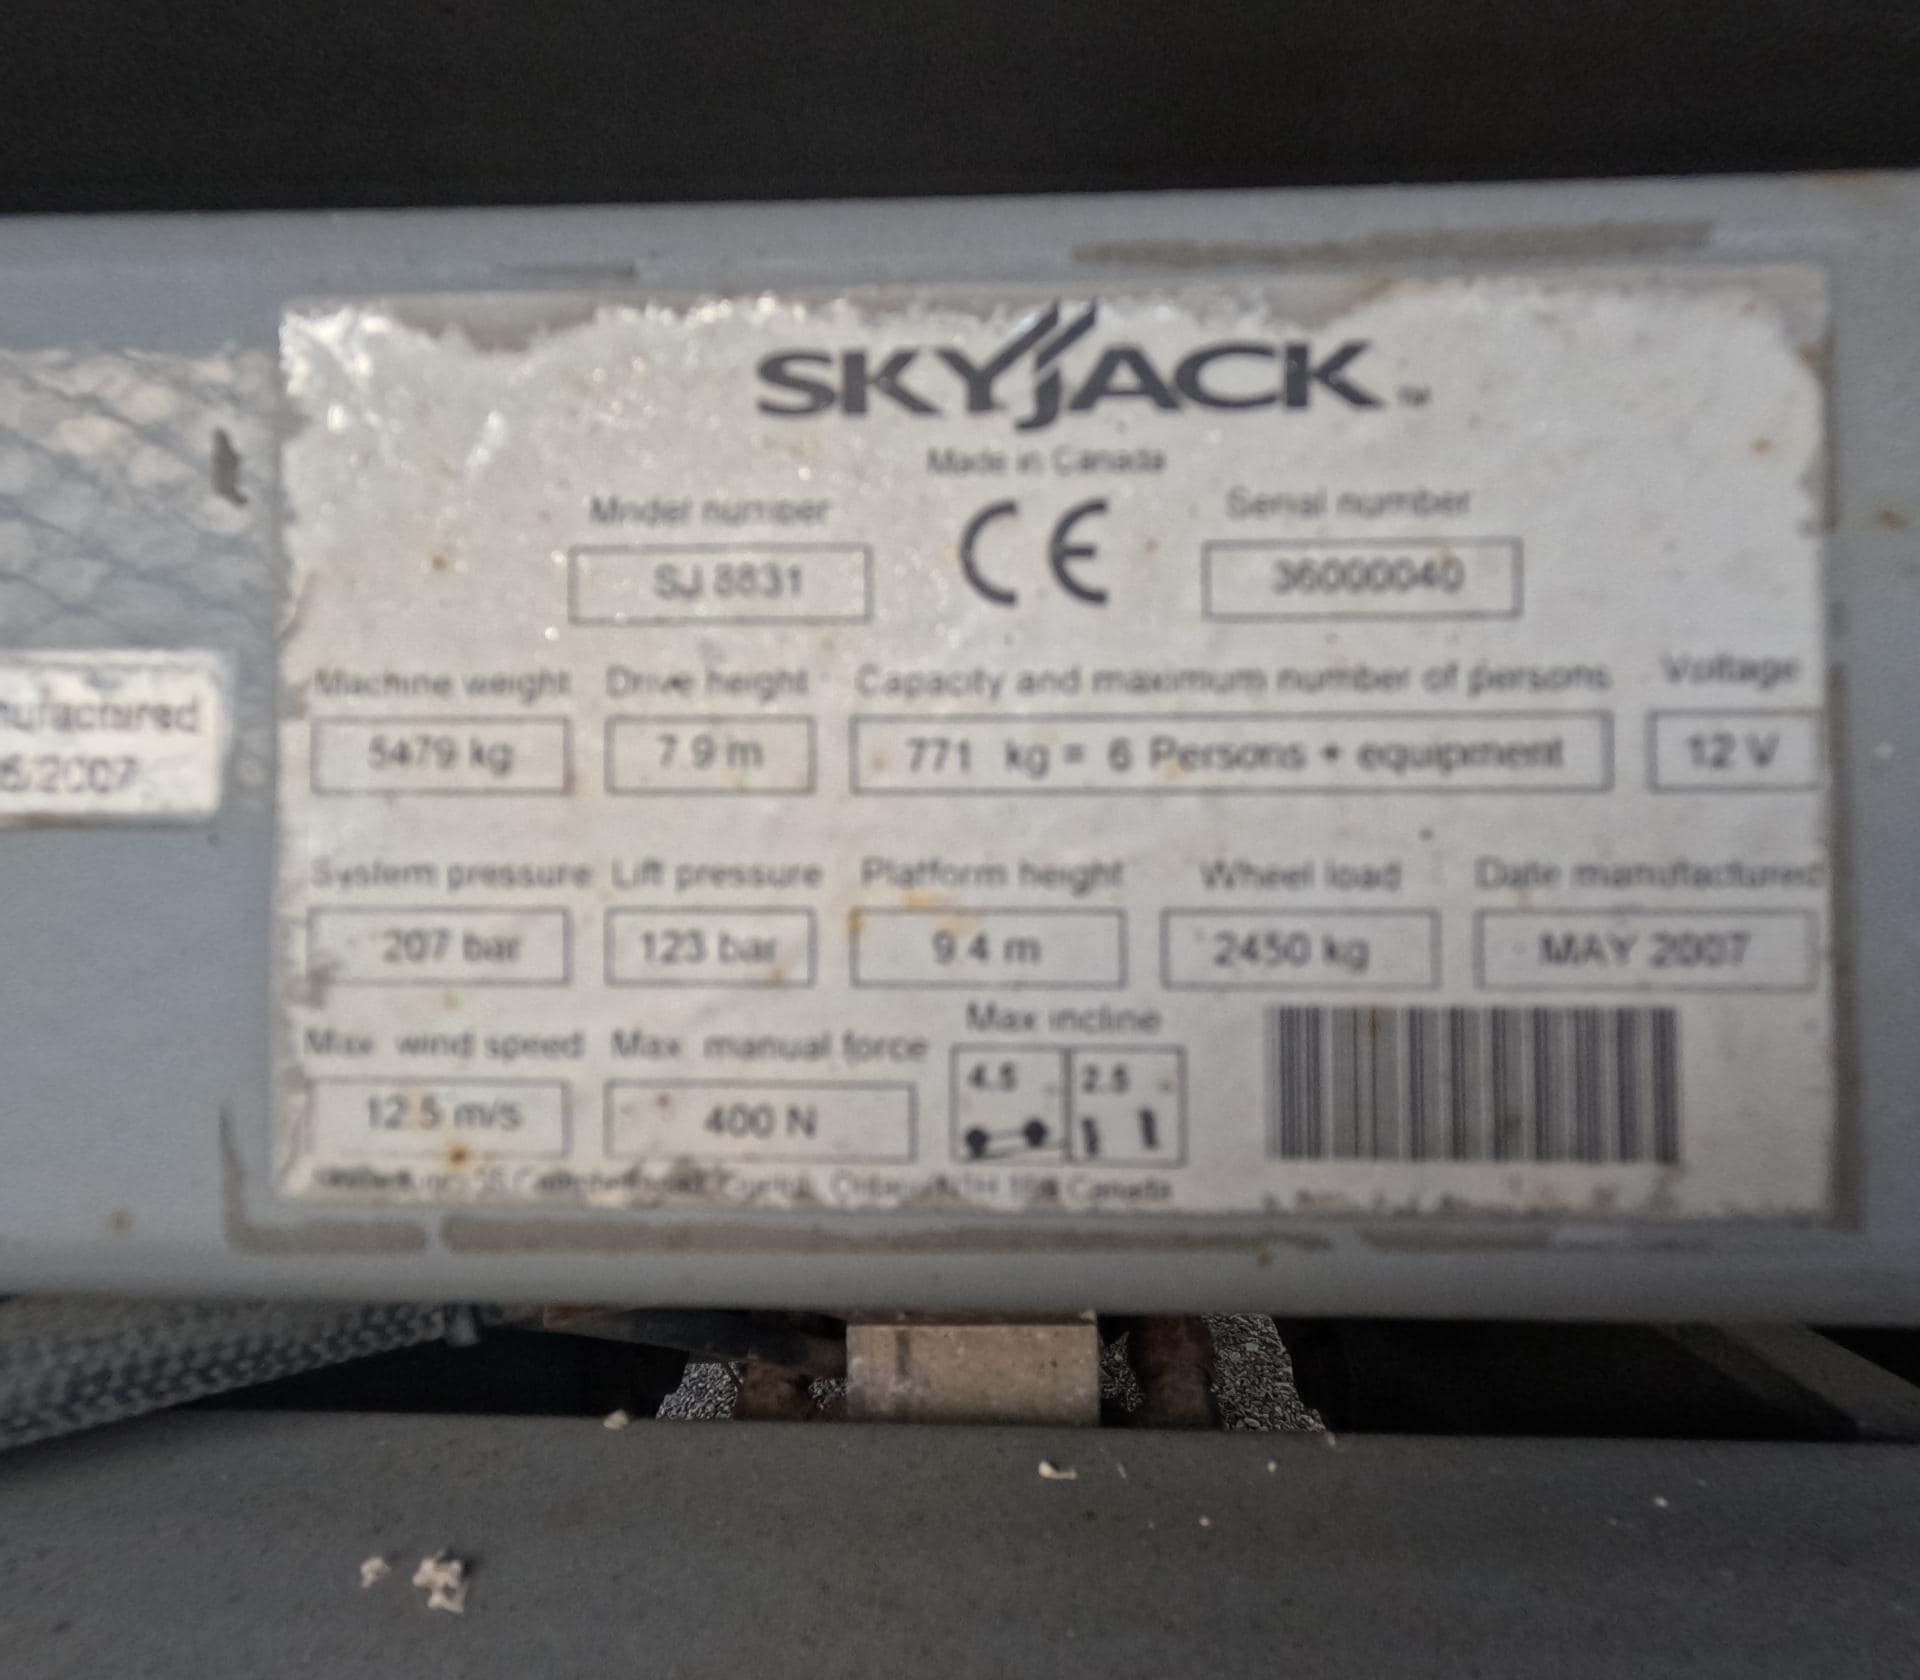 SKYJACK ™
Made in Canada
Model number
CE
Serial number
SJ 8831
36000040
Machine weight Drive height Capacity and maximum number of persons Voltage
5479 kg 7.9 m 771 kg = 6 Persons + equipment 12 V
nufactured
5/2007
System pressure Lift pressure Platform height Wheel load Date manufactured
207 bar 123 bar 9.4 m 2450 kg MAY 2007
Max wind speed Max manual force Max incline
4.5 2.5
12.5 m/s 400 N
Canada